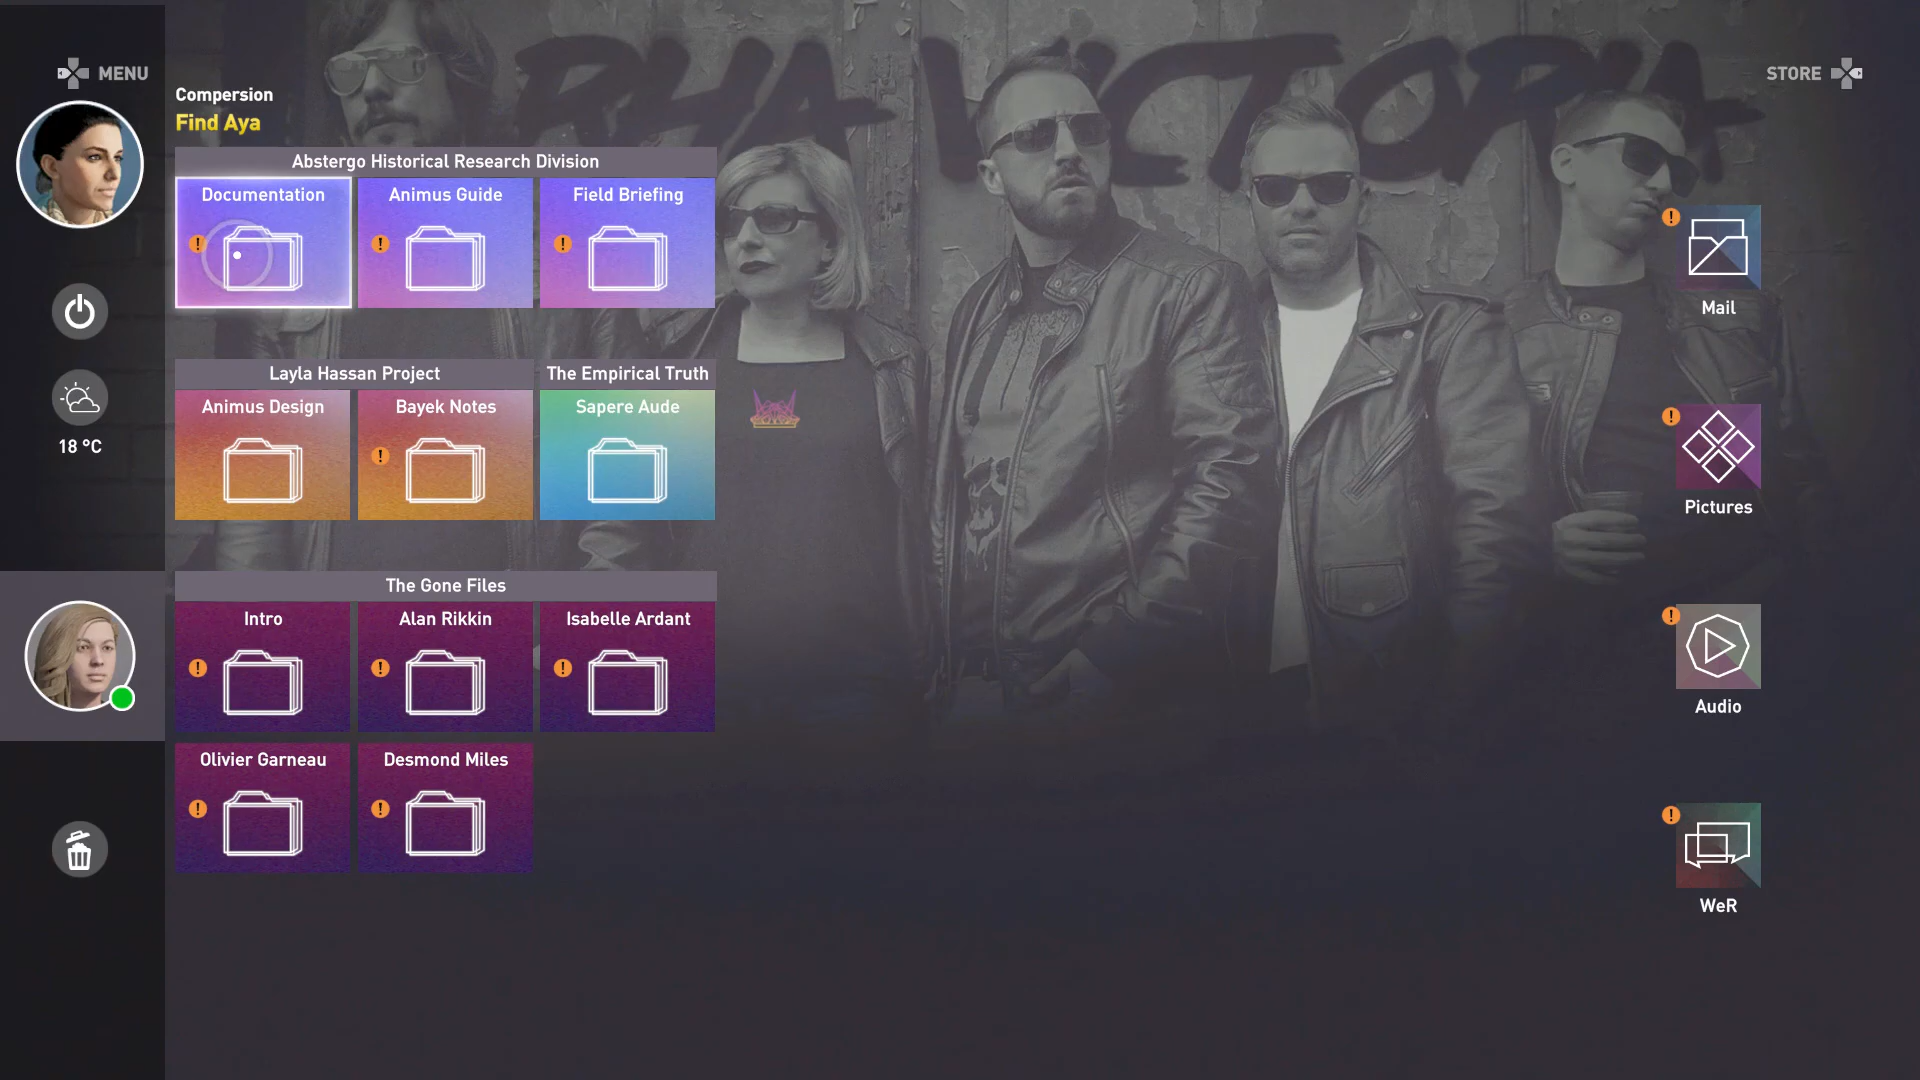 MENU
STORE
Compersion
Find Aya
Abstergo Historical Research Division
Documentation
Animus Guide
Field Briefing
Layla Hassan Project
The Empirical Truth
Animus Design
Bayek Notes
Sapere Aude
18 °C
The Gone Files
Intro
Alan Rikkin
Isabelle Ardant
Olivier Garneau
Desmond Miles
Mail
Pictures
Audio
WeR